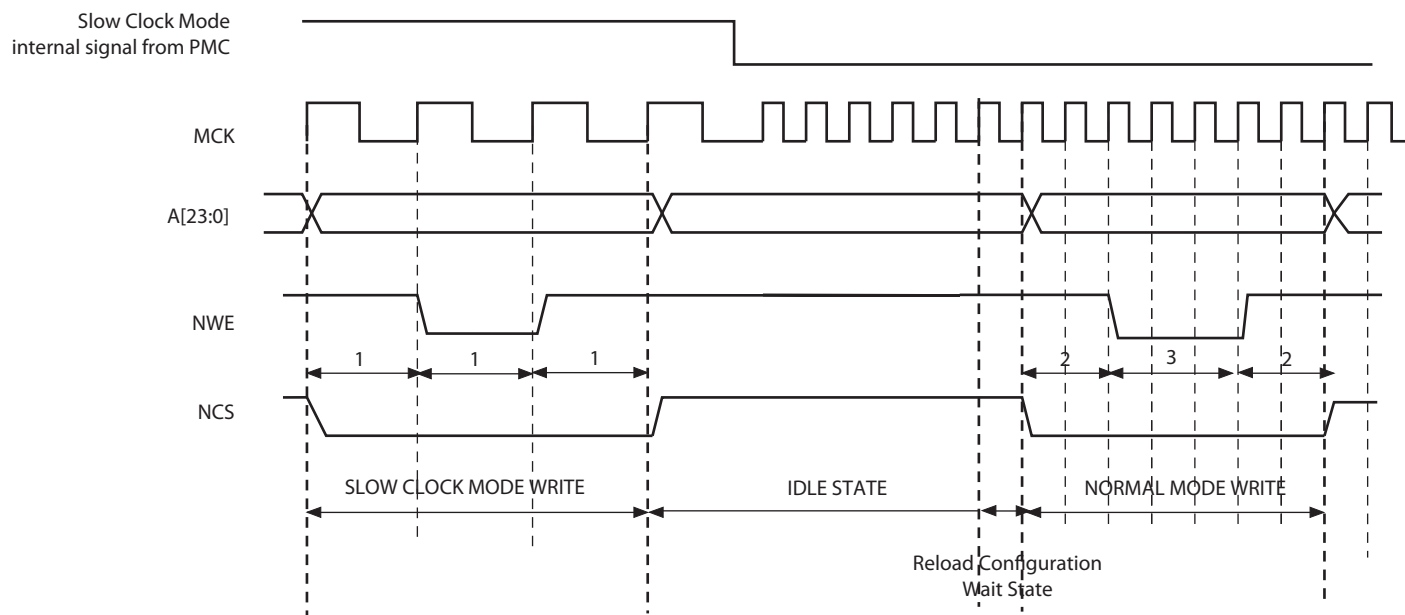 Slow Clock Mode
internal signal from PMC
MCK
A[23:0]
NWE
1 1 1 2 3 2
NCS
SLOW CLOCK MODE WRITE IDLE STATE NORMAL MODE WRITE
Reload Configuration
Wait State